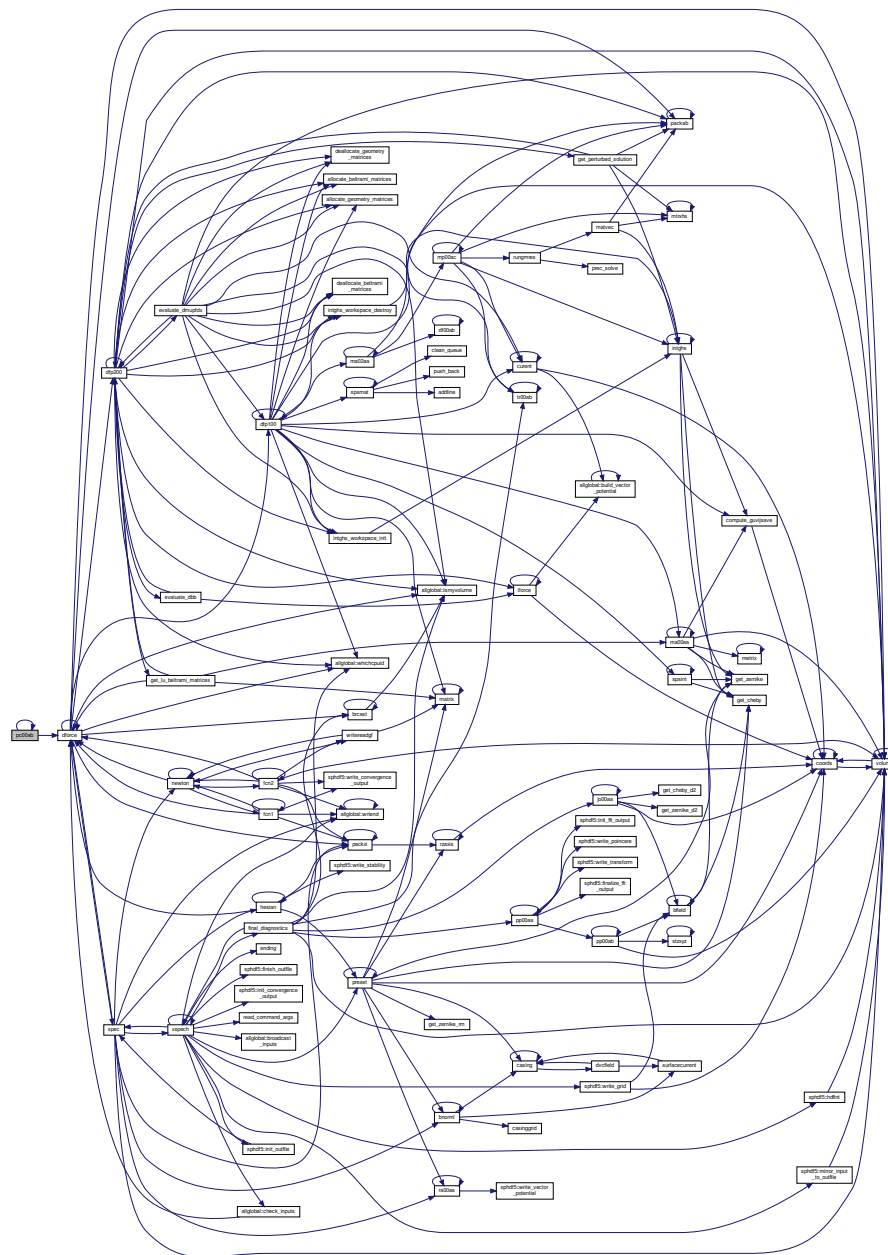 packab
deallocate_geometry
_matrices
get_perturbed_solution
allocate_beltrami_matrices
allocate_geometry_matrices
mtrxhs
matvec
mp00ac
rungmres
prec_solve
deallocate_beltrami
_matrices
evaluate_dmupfdx
intghs_workspace_destroy
df00ab
clean_queue
intghs
ma02aa
curent
push_back
dfp200
spsmat
addline
tr00ab
dfp100
allglobal::build_vector
_potential
compute_guvijsave
intghs_workspace_init
allglobal::ismyvolume
lforce
evaluate_dbb
ma00aa
metrix
allglobal::whichcpuid
spsint
get_zernike
get_lu_beltrami_matrices
matrix
get_cheby
brcast
pc00ab
dforce
writereadgf
coords
newton
fcn2
sphdf5::write_convergence
_output
get_cheby_d2
jo00aa
get_zernike_d2
fcn1
allglobal::wrtend
sphdf5::init_flt_output
packxi
rzaxis
sphdf5::write_poincare
sphdf5::write_stability
sphdf5::write_transform
sphdf5::finalize_flt
_output
hesian
bfield
final_diagnostics
pp00aa
pp00ab
stzxyz
ending
sphdf5::finish_outfile
preset
sphdf5::init_convergence
_output
read_command_args
get_zernike_rm
spec
xspech
allglobal::broadcast
_inputs
casing
dvcfield
surfacecurrent
sphdf5::write_grid
sphdf5::hdfint
bnorml
casinggrid
sphdf5::init_outfile
sphdf5::mirror_input
_to_outfile
ra00aa
sphdf5::write_vector
_potential
allglobal::check_inputs